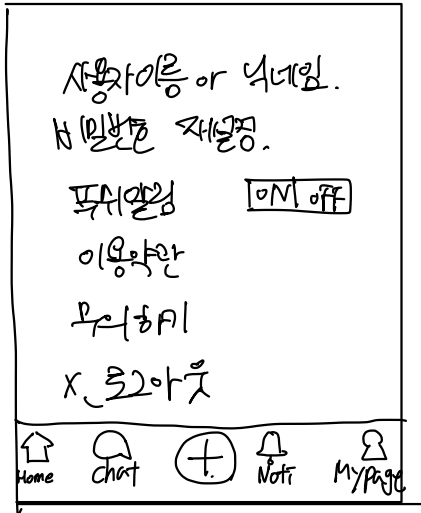 사용자이름 or 닉네임.
비밀번호 재설정.
푸쉬알림 ON off
이용약관
문의하기
X_로그아웃
Home Chat + Noti Mypage